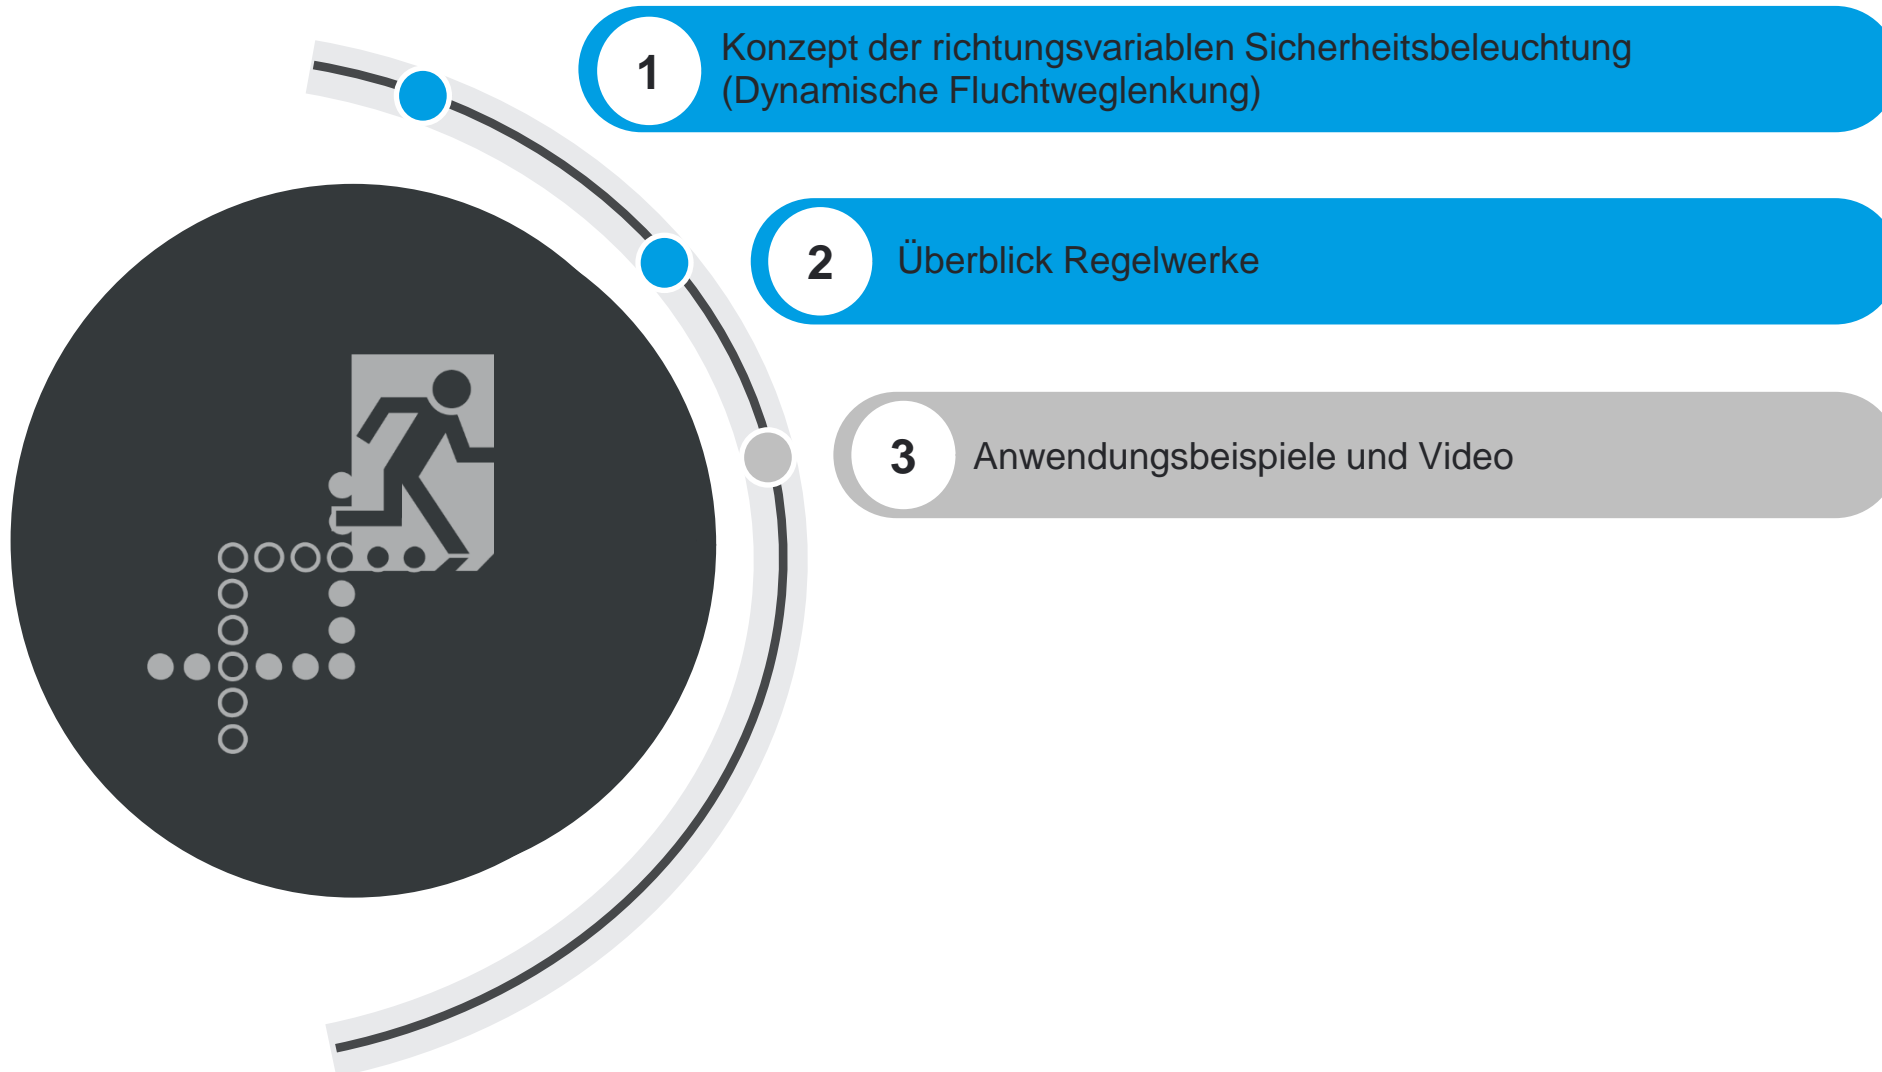 1
Konzept der richtungsvariablen Sicherheitsbeleuchtung
(Dynamische Fluchtweglenkung)
2
Überblick Regelwerke
3
Anwendungsbeispiele und Video